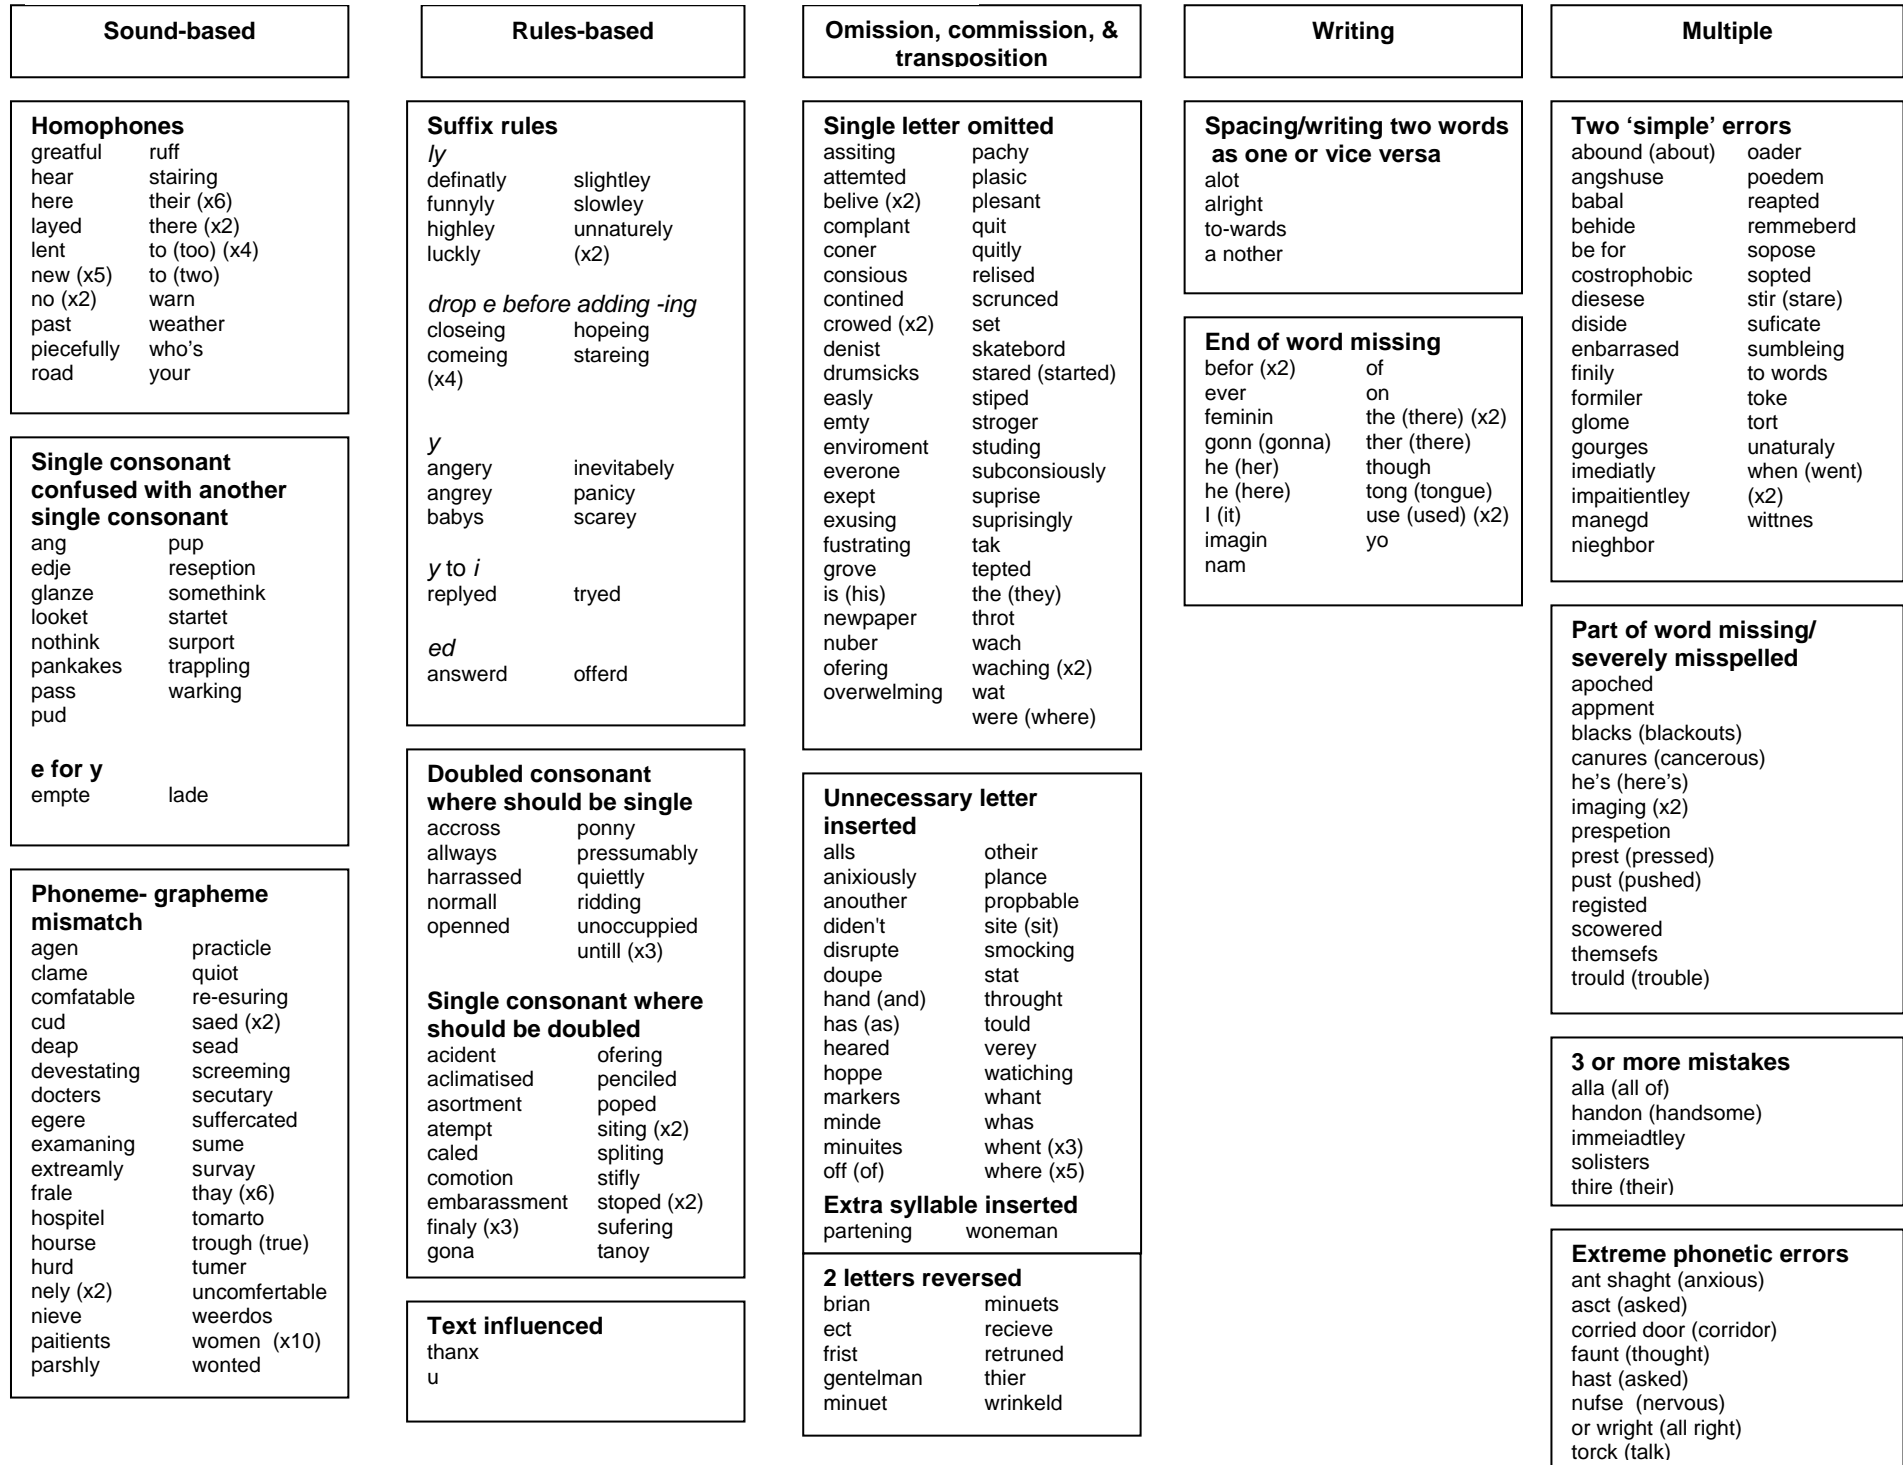 Sound-based
Homophones
greatful ruff
hear stairing
here their (x6)
layed there (x2)
lent to (too) (x4)
new (x5) to (two)
no (x2) warn
past weather
piecefully who's
road your
Single consonant
confused with another
single consonant
ang pup
edje reseption
glanze somethink
looket startet
nothink surport
pankakes trappling
pass warking
pud
e for y
empte lade
Phoneme- grapheme
mismatch
agen practicle
clame quiot
comfatable re-esuring
cud saed (x2)
deap sead
devestating screeming
docters secutary
egere suffercated
examaning sume
extreamly survay
frale thay (x6)
hospitel tomarto
hourse trough (true)
hurd tumer
nely (x2) uncomfertable
nieve weerdos
paitients women (x10)
parshly wonted
Rules-based
Suffix rules
ly
definatly slightley
funnyly slowley
highley unnaturely
luckly (x2)
drop e before adding -ing
closeing hopeing
comeing stareing
(x4)
y
angery inevitabely
angrey panicy
babys scarey
y to i
replyed tryed
ed
answerd offerd
Doubled consonant
where should be single
accross ponny
allways pressumably
harrassed quiettly
normall ridding
openned unoccuppied
untill (x3)
Single consonant where
should be doubled
acident ofering
aclimatised penciled
asortment poped
atempt siting (x2)
caled spliting
comotion stifly
embarassment stoped (x2)
finaly (x3) sufering
gona tanoy
Text influenced
thanx
u
Omission, commission, &
transposition
Single letter omitted
assiting pachy
attemted plasic
belive (x2) plesant
complant quit
coner quitly
consious relised
contined scrunced
crowed (x2) set
denist skatebord
drumsicks stared (started)
easly stiped
emty stroger
enviroment studing
everone subconsiously
exept suprise
exusing suprisingly
fustrating tak
grove tepted
is (his) the (they)
newpaper throt
nuber wach
ofering waching (x2)
overwelming wat
were (where)
Unnecessary letter
inserted
alls otheir
anixiously plance
anouther propbable
diden't site (sit)
disrupte smocking
doupe stat
hand (and) throught
has (as) tould
heared verey
hoppe watiching
markers whant
minde whas
minuites whent (x3)
off (of) where (x5)
Extra syllable inserted
partening woneman
2 letters reversed
brian minuets
ect recieve
frist retruned
gentelman thier
minuet wrinkeld
Writing
Spacing/writing two words
as one or vice versa
alot
alright
to-wards
a nother
End of word missing
befor (x2) of
ever on
feminin the (there) (x2)
gonn (gonna) ther (there)
he (her) though
he (here) tong (tongue)
I (it) use (used) (x2)
imagin yo
nam
Multiple
Two ‘simple’ errors
abound (about) oader
angshuse poedem
babal reapted
behide remmeberd
be for sopose
costrophobic sopted
diesese stir (stare)
diside suficate
enbarrased sumbleing
finily to words
formiler toke
glome tort
gourges unaturaly
imediatly when (went)
impaitientley (x2)
manegd wittnes
nieghbor
Part of word missing/
severely misspelled
apoched
appment
blacks (blackouts)
canures (cancerous)
he's (here's)
imaging (x2)
prespetion
prest (pressed)
pust (pushed)
registed
scowered
themsefs
trould (trouble)
3 or more mistakes
alla (all of)
handon (handsome)
immeiadtley
solisters
thire (their)
Extreme phonetic errors
ant shaght (anxious)
asct (asked)
corried door (corridor)
faunt (thought)
hast (asked)
nufse (nervous)
or wright (all right)
torck (talk)